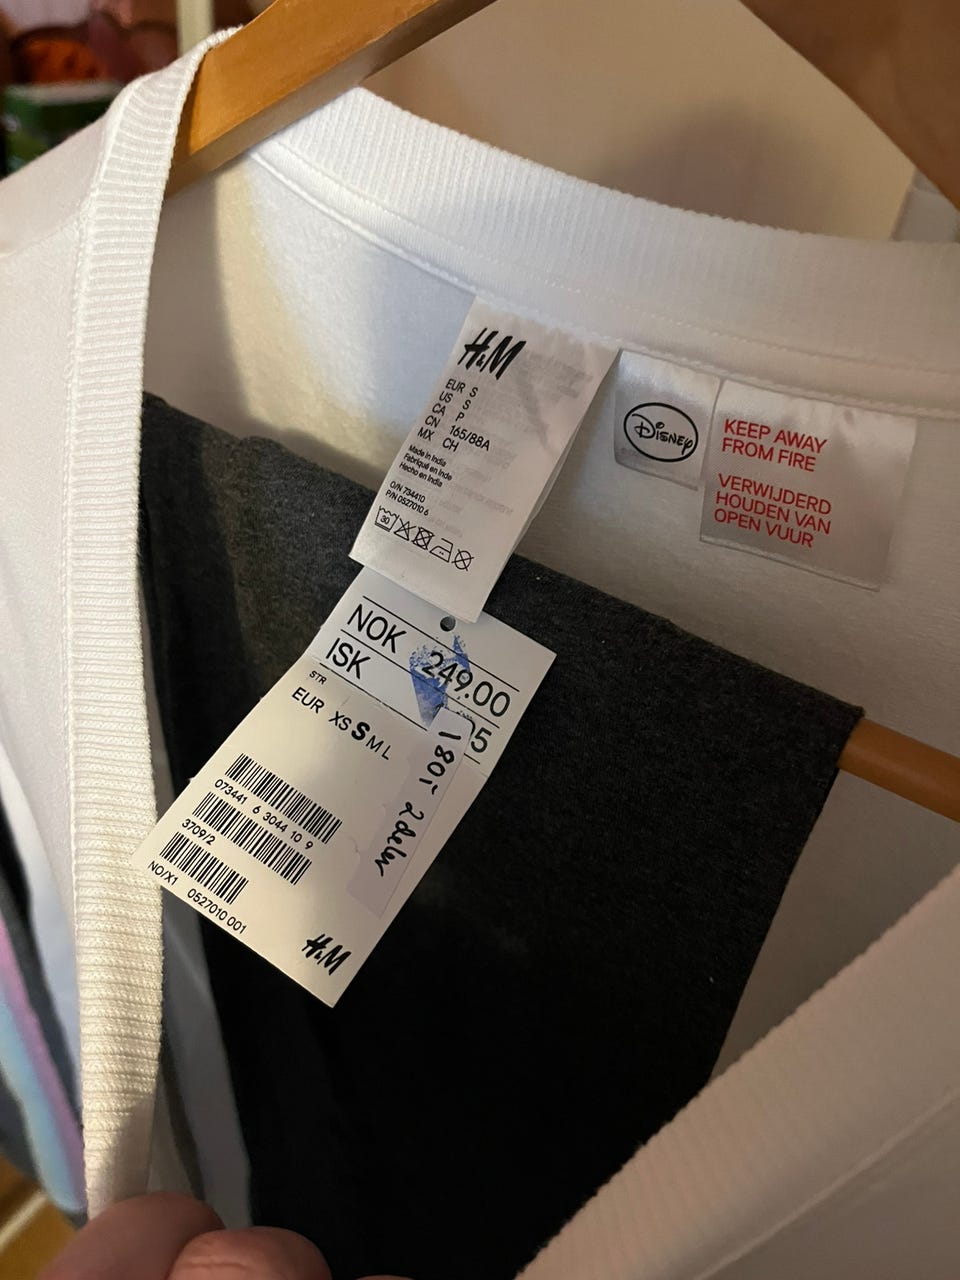 H&M
EUR S
US S
CA P
CN 165/88A
MX CH
Made in India
Fabriqué en Inde
Hecho en India
O/N 734410
P/N 0527010 6
30
Disney
KEEP AWAY
FROM FIRE
VERWIJDERD
HOUDEN VAN
OPEN VUUR
NOK 249.00
ISK
STR
EUR XS S M L
073441 6 3044 10 9
3709/2
NO/X1 0527010 001
H&M